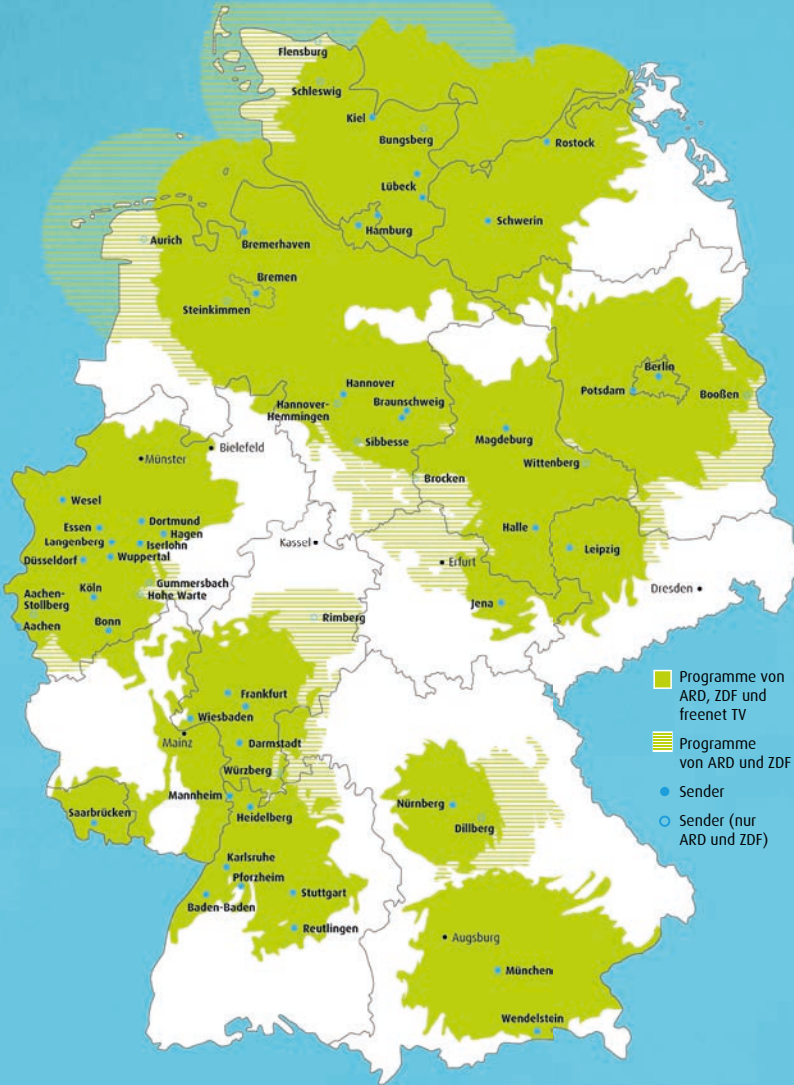 Flensburg
Schleswig
Kiel
Bungsberg
Rostock
Lübeck
Schwerin
Hamburg
Aurich
Bremerhaven
Bremen
Steinkimmen
Berlin
Potsdam
Booßen
Hannover
Hannover-
Hemmingen
Braunschweig
Sibbesse
Magdeburg
Wittenberg
Bielefeld
Münster
Brocken
Wesel
Essen
Dortmund
Hagen
Langenberg
Iserlohn
Düsseldorf
Wuppertal
Kassel
Halle
Leipzig
Erfurt
Gummersbach
Hohe Warte
Köln
Aachen-
Stollberg
Aachen
Bonn
Jena
Dresden
Rimberg
Frankfurt
Wiesbaden
Mainz
Darmstadt
Würzberg
Mannheim
Heidelberg
Saarbrücken
Nürnberg
Dillberg
Karlsruhe
Pforzheim
Stuttgart
Baden-Baden
Reutlingen
Augsburg
München
Wendelstein
Programme von
ARD, ZDF und
freenet TV
Programme
von ARD und ZDF
Sender
Sender (nur
ARD und ZDF)